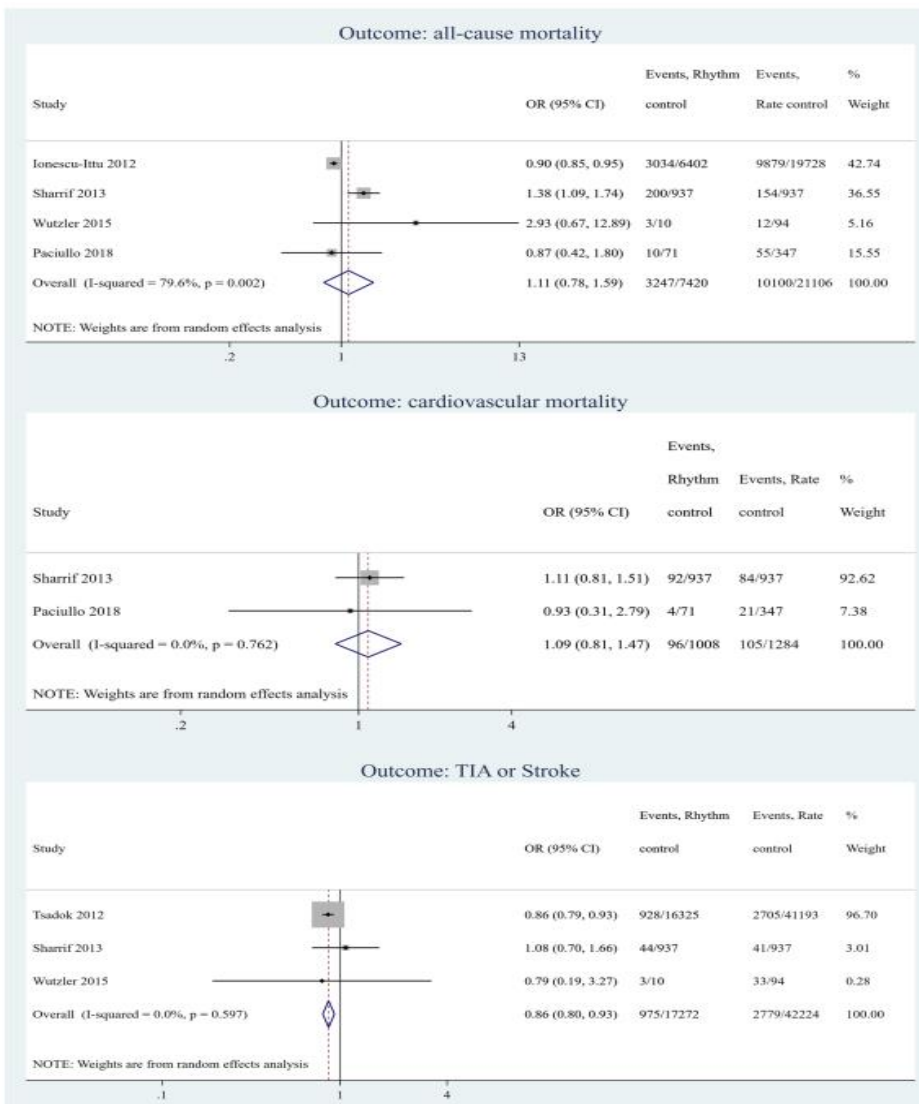 Outcome: all-cause mortality
Events, Rhythm Events, %
Study OR (95% CI) control Rate control Weight
Ionescu-Ittu 2012 0.90 (0.85, 0.95) 3034/6402 9879/19728 42.74
Sharrif 2013 1.38 (1.09, 1.74) 200/937 154/937 36.55
Wutzler 2015 2.93 (0.67, 12.89) 3/10 12/94 5.16
Paciullo 2018 0.87 (0.42, 1.80) 10/71 55/347 15.55
Overall (I-squared = 79.6%, p = 0.002) 1.11 (0.78, 1.59) 3247/7420 10100/21106 100.00
NOTE: Weights are from random effects analysis
.2 1 13
Outcome: cardiovascular mortality
Events,
Rhythm Events, Rate %
Study OR (95% CI) control control Weight
Sharrif 2013 1.11 (0.81, 1.51) 92/937 84/937 92.62
Paciullo 2018 0.93 (0.31, 2.79) 4/71 21/347 7.38
Overall (I-squared = 0.0%, p = 0.762) 1.09 (0.81, 1.47) 96/1008 105/1284 100.00
NOTE: Weights are from random effects analysis
.2 1 4
Outcome: TIA or Stroke
Events, Rhythm Events, Rate %
Study OR (95% CI) control control Weight
Tsadok 2012 0.86 (0.79, 0.93) 928/16325 2705/41193 96.70
Sharrif 2013 1.08 (0.70, 1.66) 44/937 41/937 3.01
Wutzler 2015 0.79 (0.19, 3.27) 3/10 33/94 0.28
Overall (I-squared = 0.0%, p = 0.597) 0.86 (0.80, 0.93) 975/17272 2779/42224 100.00
NOTE: Weights are from random effects analysis
.1 1 4